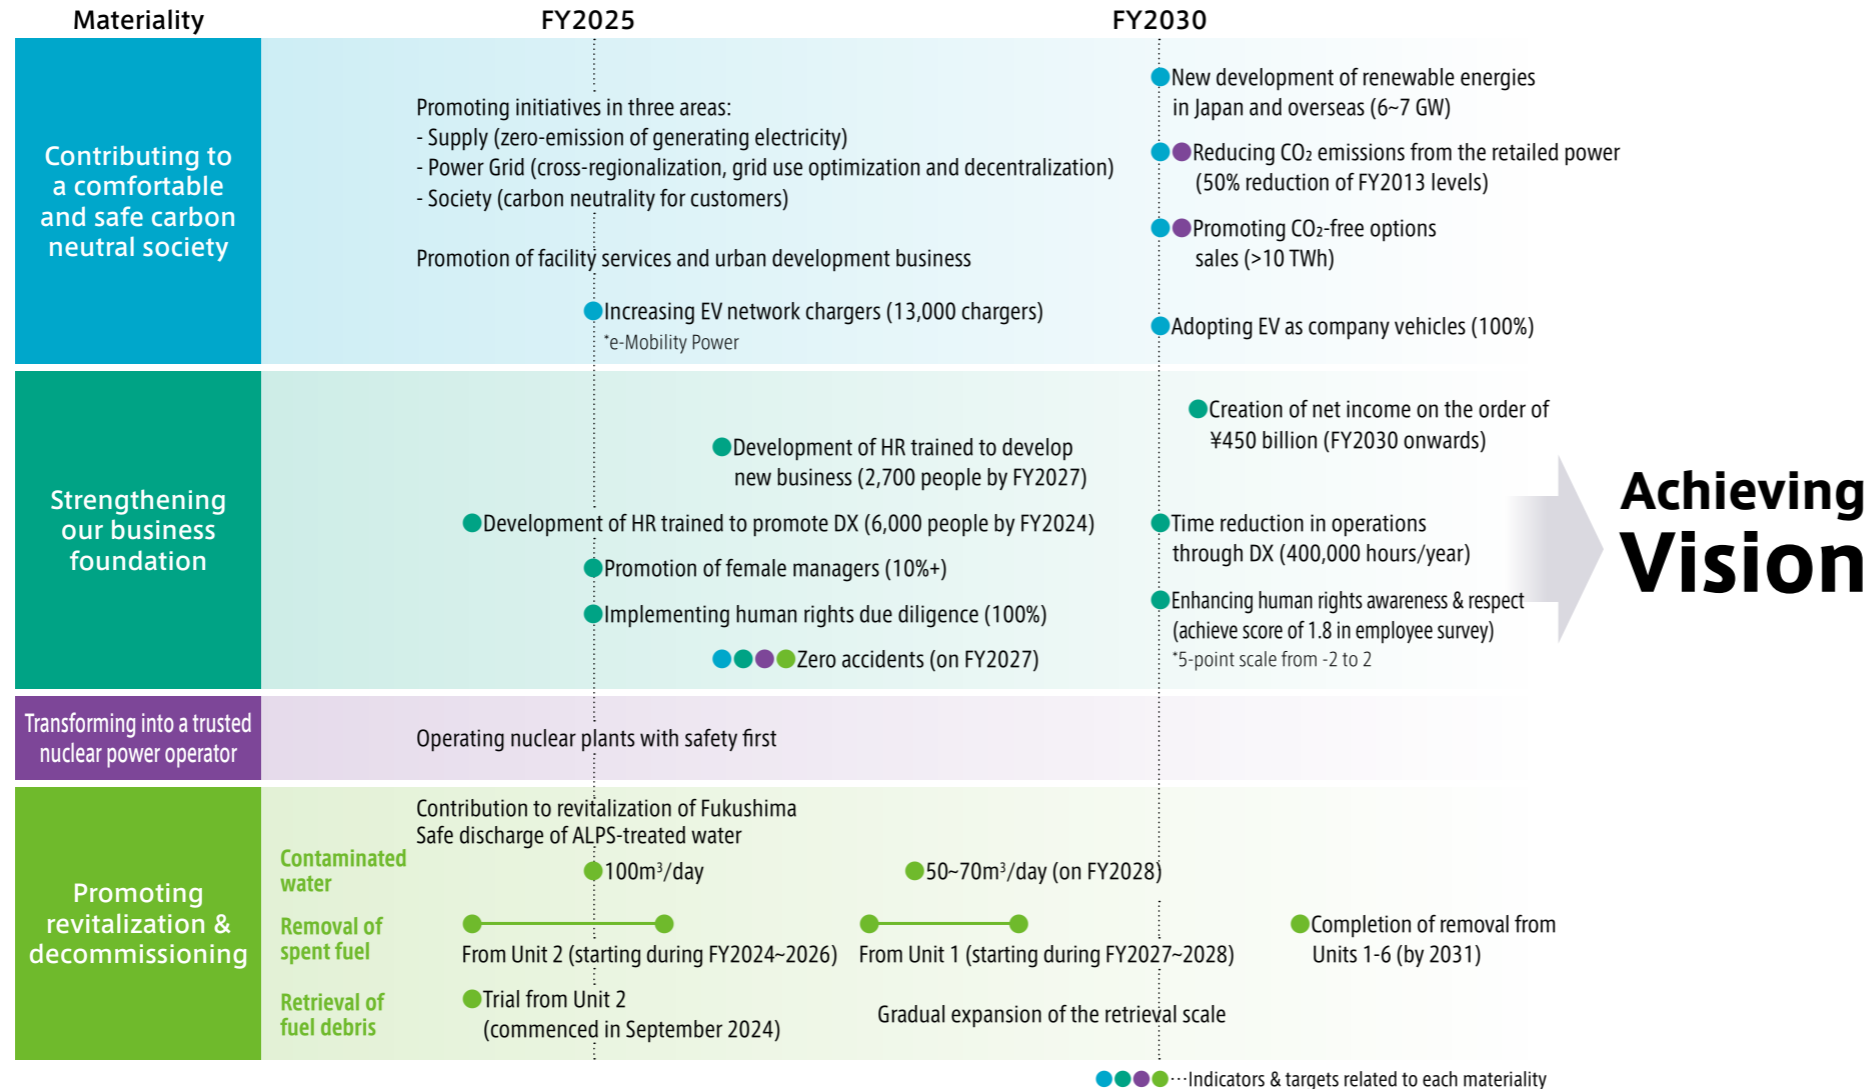 Materiality
FY2025
FY2030
Contributing to
a comfortable
and safe carbon
neutral society
Promoting initiatives in three areas:
- Supply (zero-emission of generating electricity)
- Power Grid (cross-regionalization, grid use optimization and decentralization)
- Society (carbon neutrality for customers)
Promotion of facility services and urban development business
Increasing EV network chargers (13,000 chargers)
*e-Mobility Power
New development of renewable energies
in Japan and overseas (6~7 GW)
Reducing CO₂ emissions from the retailed power
(50% reduction of FY2013 levels)
Promoting CO₂-free options
sales (>10 TWh)
Adopting EV as company vehicles (100%)
Strengthening
our business
foundation
Development of HR trained to develop
new business (2,700 people by FY2027)
Development of HR trained to promote DX (6,000 people by FY2024)
Promotion of female managers (10%+)
Implementing human rights due diligence (100%)
Zero accidents (on FY2027)
Creation of net income on the order of
¥450 billion (FY2030 onwards)
Time reduction in operations
through DX (400,000 hours/year)
Enhancing human rights awareness & respect
(achieve score of 1.8 in employee survey)
*5-point scale from -2 to 2
Achieving
Vision
Transforming into a trusted
nuclear power operator
Operating nuclear plants with safety first
Promoting
revitalization &
decommissioning
Contribution to revitalization of Fukushima
Safe discharge of ALPS-treated water
Contaminated
water
100m³/day
50~70m³/day (on FY2028)
Removal of
spent fuel
From Unit 2 (starting during FY2024~2026)
From Unit 1 (starting during FY2027~2028)
Completion of removal from
Units 1-6 (by 2031)
Retrieval of
fuel debris
Trial from Unit 2
(commenced in September 2024)
Gradual expansion of the retrieval scale
···Indicators & targets related to each materiality